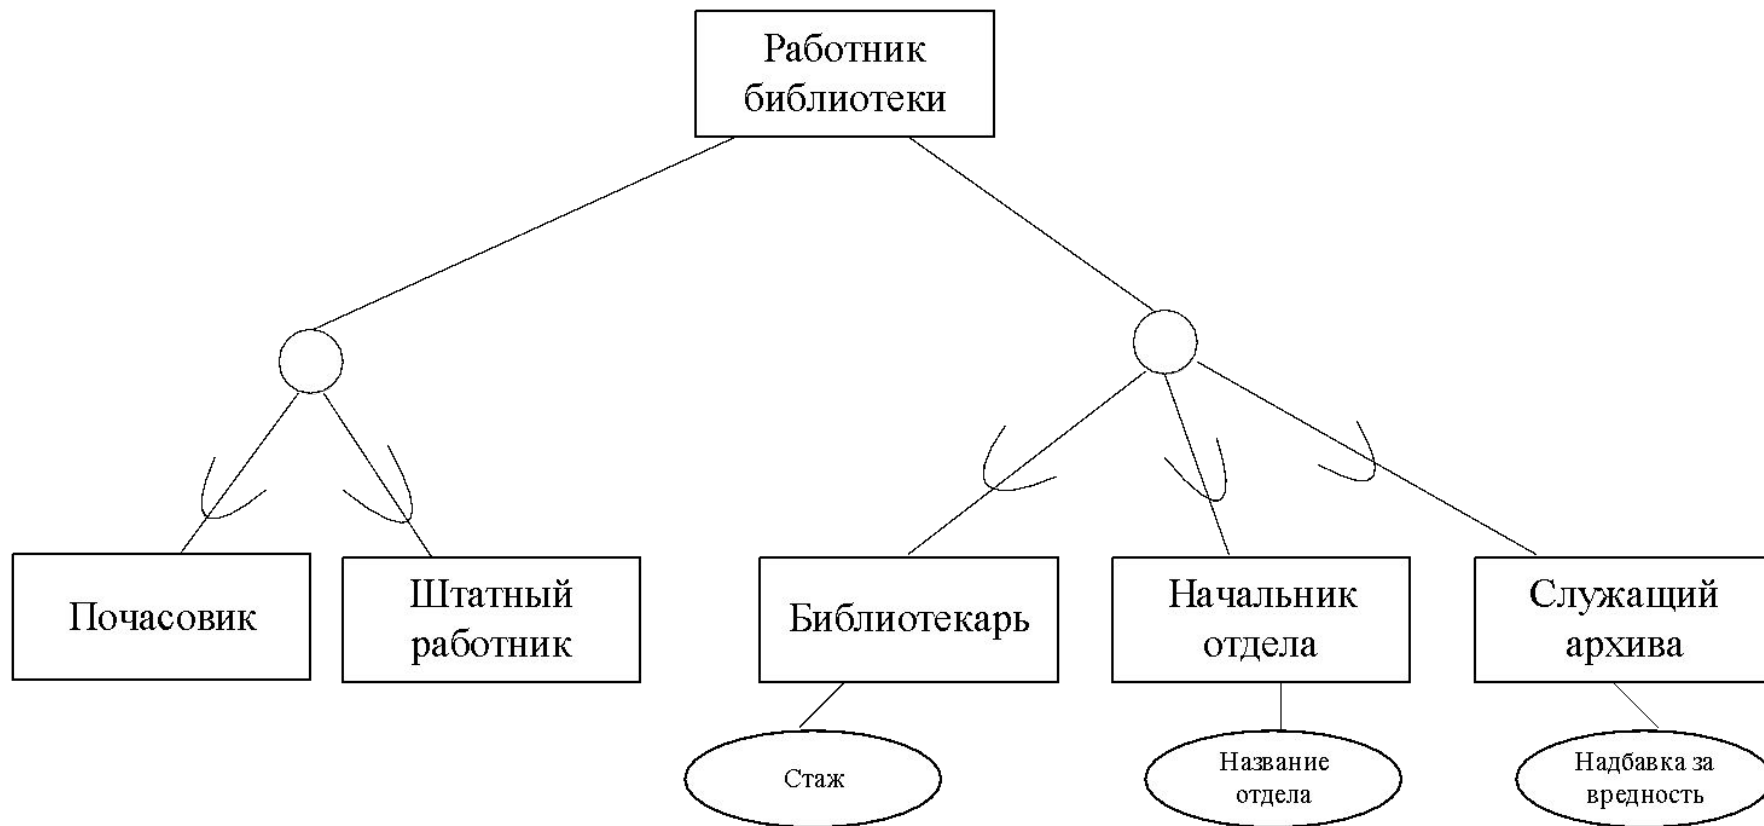 Работник
библиотеки
Почасовик
Штатный
работник
Библиотекарь
Начальник
отдела
Служащий
архива
Стаж
Название
отдела
Надбавка за
вредность